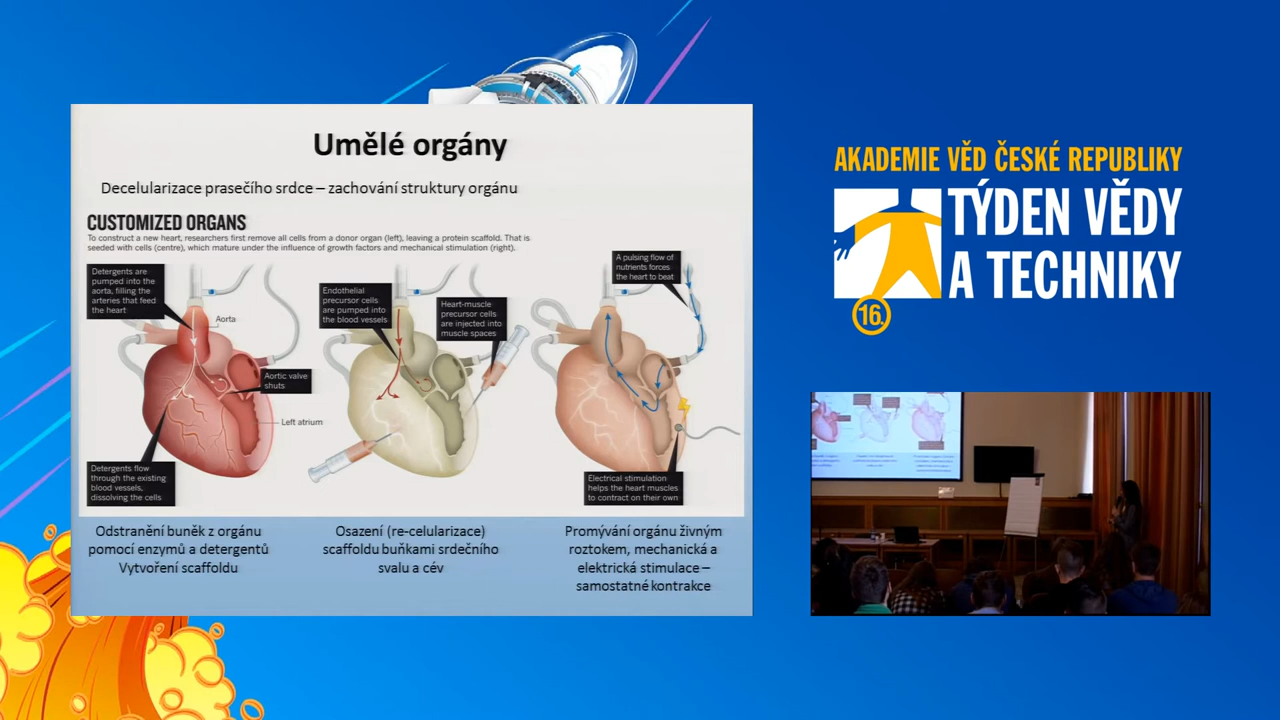 Umělé orgány
Decelularizace prasečího srdce – zachování struktury orgánu
CUSTOMIZED ORGANS
To construct a new heart, researchers first remove all cells from a donor organ (left), leaving a protein scaffold. That is
seeded with cells (centre), which mature under the influence of growth factors and mechanical stimulation (right).
Detergents are
pumped into the
aorta, filling the
arteries that feed
the heart
Aorta
Aortic valve
shuts
Left atrium
Detergents flow
through the existing
blood vessels,
dissolving the cells
Endothelial
precursor cells
are pumped into
the blood vessels
Heart-muscle
precursor cells
are injected into
muscle spaces
A pulsing flow of
nutrients forces
the heart to beat
Electrical stimulation
helps the heart muscles
to contract on their own
Odstranění buněk z orgánu
pomocí enzymů a detergentů
Vytvoření scaffoldu
Osazení (re-celularizace)
scaffoldu buňkami srdečního
svalu a cév
Promývání orgánu živným
roztokem, mechanická a
elektrická stimulace –
samostatné kontrakce
AKADEMIE VĚD ČESKÉ REPUBLIKY
TÝDEN VĚDY
A TECHNIKY
16.